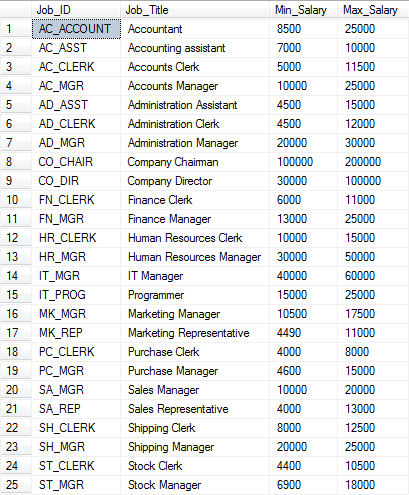 Job_ID Job_Title Min_Salary Max_Salary
1 AC_ACCOUNT Accountant 8500 25000
2 AC_ASST Accounting assistant 7000 10000
3 AC_CLERK Accounts Clerk 5000 11500
4 AC_MGR Accounts Manager 10000 25000
5 AD_ASST Administration Assistant 4500 15000
6 AD_CLERK Administration Clerk 4500 12000
7 AD_MGR Administration Manager 20000 30000
8 CO_CHAIR Company Chaiman 100000 200000
9 CO_DIR Company Director 30000 100000
10 FN_CLERK Finance Clerk 6000 11000
11 FN_MGR Finance Manager 13000 25000
12 HR_CLERK Human Resources Clerk 10000 15000
13 HR_MGR Human Resources Manager 30000 50000
14 IT_MGR IT Manager 40000 60000
15 IT_PROG Programmer 15000 25000
16 MK_MGR Marketing Manager 10500 17500
17 MK_REP Marketing Representative 4490 11000
18 PC_CLERK Purchase Clerk 4000 8000
19 PC_MGR Purchase Manager 4600 15000
20 SA_MGR Sales Manager 10000 20000
21 SA_REP Sales Representative 4000 13000
22 SH_CLERK Shipping Clerk 8000 12500
23 SH_MGR Shipping Manager 20000 25000
24 ST_CLERK Stock Clerk 4400 10500
25 ST_MGR Stock Manager 6900 18000